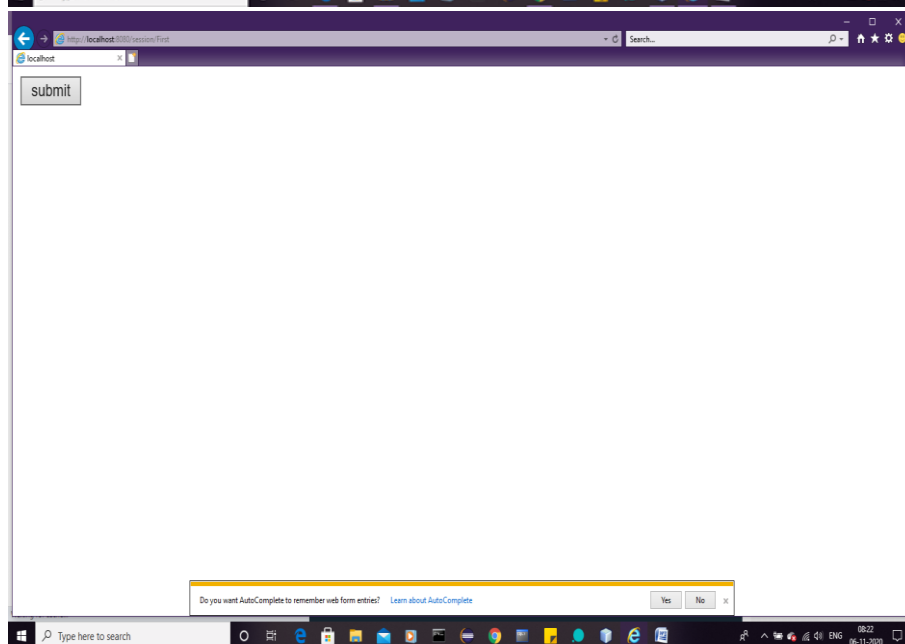 http://localhost:8080/session/First
Search...
localhost
submit
Do you want AutoComplete to remember web form entries? Learn about AutoComplete Yes No
Type here to search
ENG
08:22
06-11-2020